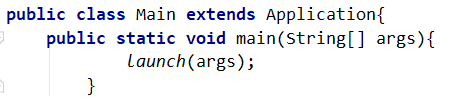 public class Main extends Application{
    public static void main(String[] args){
            launch(args);
        }